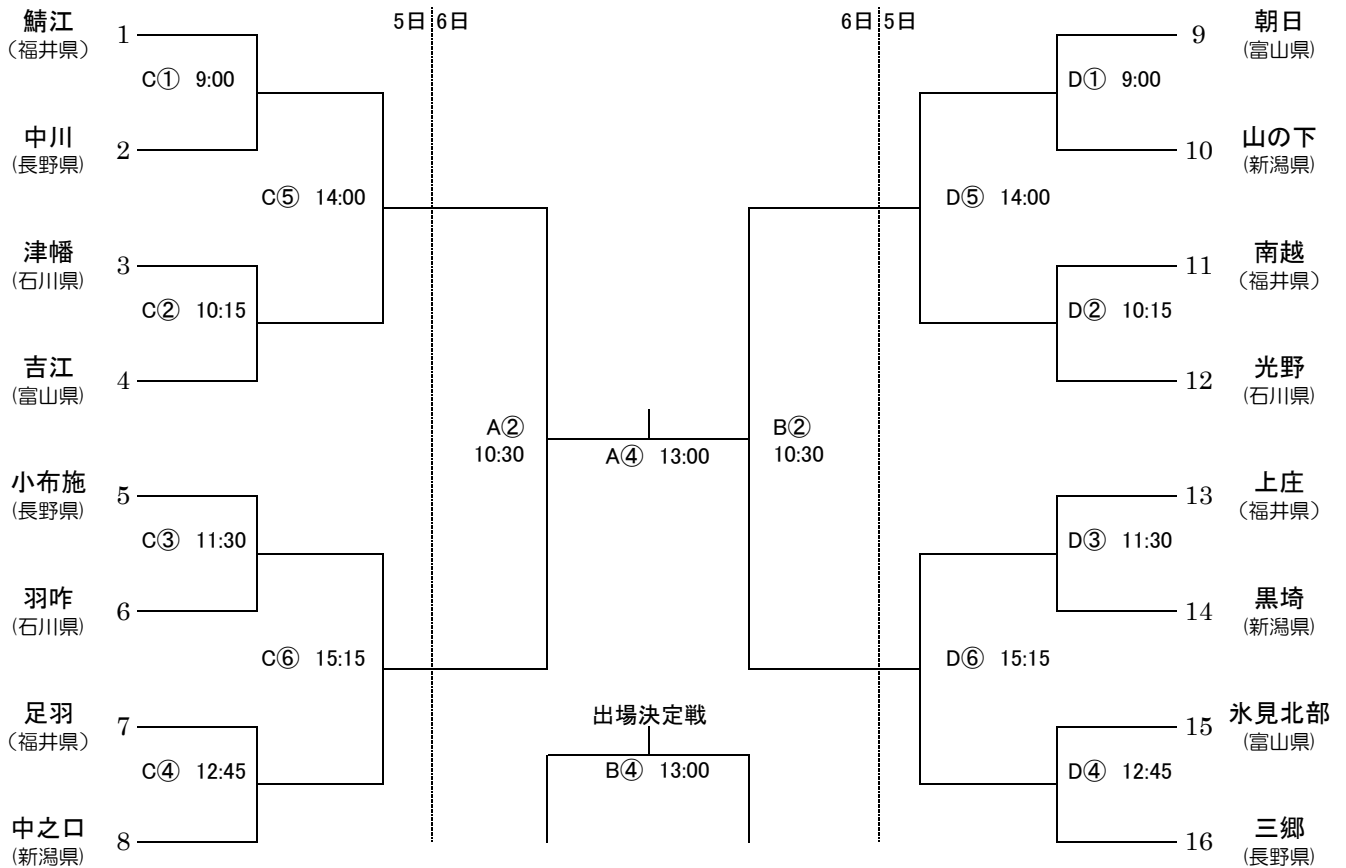 5日 6日
6日 5日
鯖江
（福井県）
1
C① 9:00
中川
(長野県)
2
C⑤ 14:00
津幡
(石川県)
3
C② 10:15
吉江
(富山県)
4
A②
10:30
小布施
(長野県)
5
C③ 11:30
羽咋
(石川県)
6
C⑥ 15:15
足羽
（福井県）
7
C④ 12:45
中之口
(新潟県)
8
A④ 13:00
出場決定戦
B④ 13:00
9
朝日
(富山県)
D① 9:00
10
山の下
(新潟県)
D⑤ 14:00
11
南越
（福井県）
D② 10:15
12
光野
(石川県)
B②
10:30
13
上庄
（福井県）
D③ 11:30
14
黒埼
(新潟県)
D⑥ 15:15
15
氷見北部
(富山県)
D④ 12:45
16
三郷
(長野県)